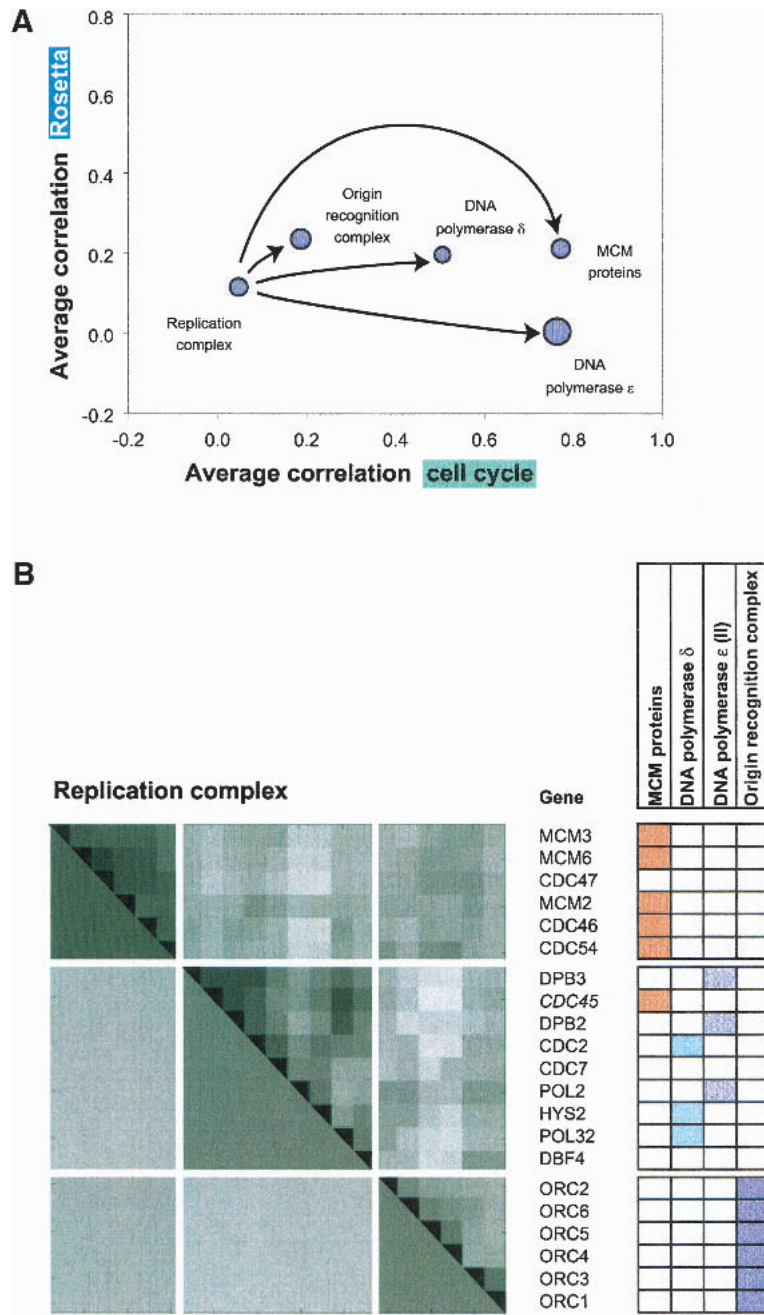 A
0.8
0.6
0.4
0.2
0.0
-0.2
Average correlation Rosetta
Origin
recognition
complex
DNA
polymerase δ
MCM
proteins
Replication
complex
DNA
polymerase ε
-0.2 0.0 0.2 0.4 0.6 0.8 1.0
Average correlation cell cycle
B
MCM proteins
DNA polymerase δ
DNA polymerase ε (II)
Origin recognition complex
Replication complex
Gene
MCM3
MCM6
CDC47
MCM2
CDC46
CDC54
DPB3
CDC45
DPB2
CDC2
CDC7
POL2
HYS2
POL32
DBF4
ORC2
ORC6
ORC5
ORC4
ORC3
ORC1